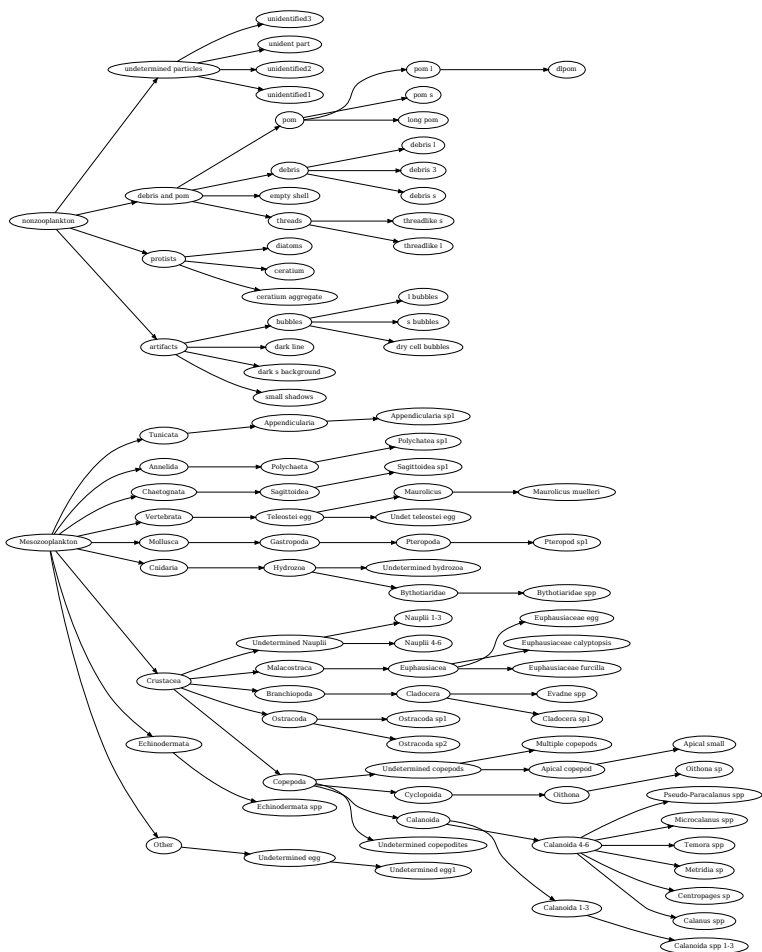 unidentified3
unident part
undetermined particles
unidentified2
pom l
dlpom
unidentified1
pom s
pom
long pom
debris l
debris
debris 3
debris and pom
empty shell
debris s
nonzooplankton
threads
threadlike s
diatoms
threadlike l
protists
ceratium
ceratium aggregate
l bubbles
bubbles
s bubbles
artifacts
dark line
dry cell bubbles
dark s background
small shadows
Appendicularia sp1
Appendicularia
Tunicata
Polychatea sp1
Annelida
Polychaeta
Sagittoidea sp1
Chaetognata
Sagittoidea
Maurolicus
Maurolicus muelleri
Vertebrata
Teleostei egg
Undet teleostei egg
Mesozooplankton
Mollusca
Gastropoda
Pteropoda
Pteropod sp1
Cnidaria
Hydrozoa
Undetermined hydrozoa
Bythotiaridae
Bythotiaridae spp
Nauplii 1-3
Euphausiaceae egg
Undetermined Nauplii
Nauplii 4-6
Euphausiaceae calyptopsis
Malacostraca
Euphausiacea
Euphausiaceae furcilla
Crustacea
Branchiopoda
Cladocera
Evadne spp
Ostracoda
Ostracoda sp1
Cladocera sp1
Echinodermata
Ostracoda sp2
Multiple copepods
Apical small
Undetermined copepods
Apical copepod
Oithona sp
Copepoda
Cyclopoida
Oithona
Pseudo-Paracalanus spp
Echinodermata spp
Calanoida
Microcalanus spp
Other
Undetermined copepodites
Calanoida 4-6
Temora spp
Undetermined egg
Undetermined egg1
Metridia sp
Centropages sp
Calanoida 1-3
Calanus spp
Calanoida spp 1-3